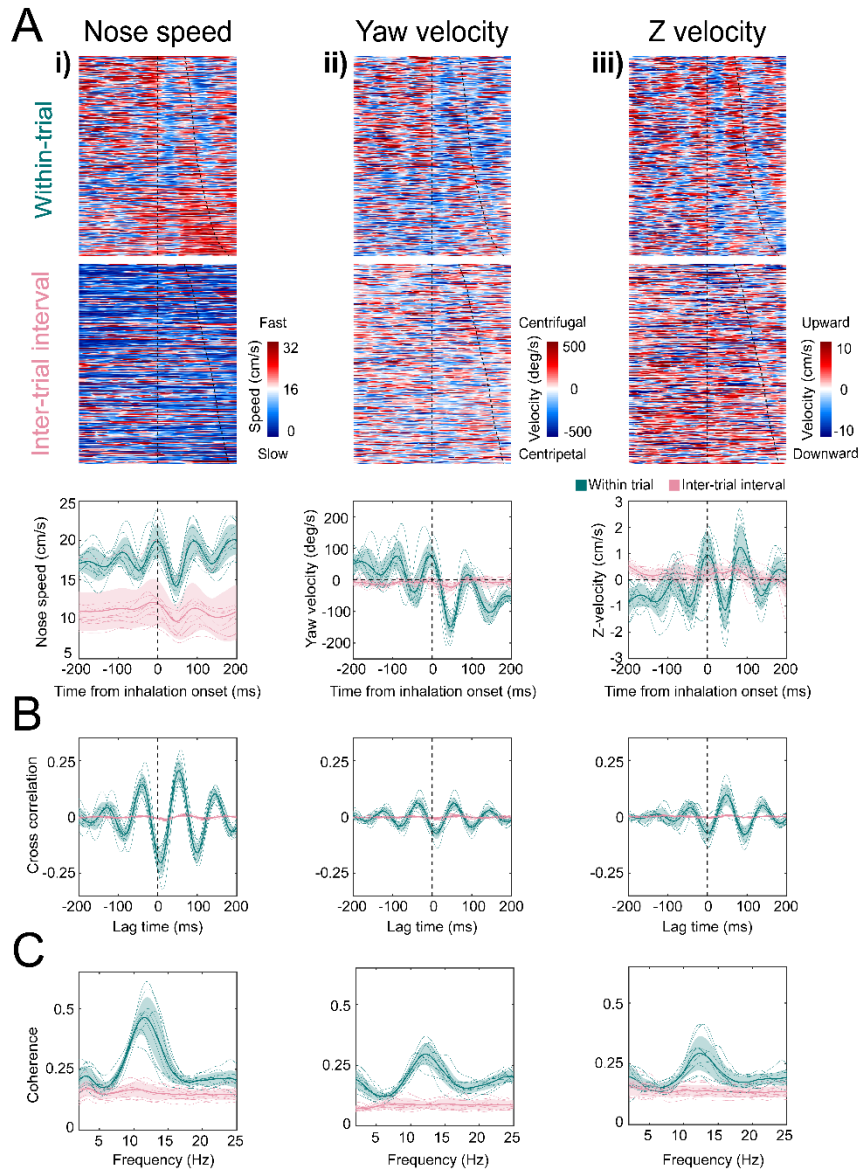 A
Nose speed
Yaw velocity
Z velocity
i)
ii)
iii)
Within-trial
Inter-trial interval
Fast
32
16
0
Speed (cm/s)
Slow
Centrifugal
500
0
-500
Velocity (deg/s)
Centripetal
Upward
10
0
-10
Velocity (cm/s)
Downward
Within trial
Inter-trial interval
Nose speed (cm/s)
25
20
15
10
5
-200
-100
0
100
200
Time from inhalation onset (ms)
Yaw velocity (deg/s)
200
100
0
-100
-200
-200
-100
0
100
200
Time from inhalation onset (ms)
Z-velocity (cm/s)
3
2
1
0
-1
-2
-3
-200
-100
0
100
200
Time from inhalation onset (ms)
B
Cross correlation
0.25
0
-0.25
-200
-100
0
100
200
Lag time (ms)
0.25
0
-0.25
-200
-100
0
100
200
Lag time (ms)
0.25
0
-0.25
-200
-100
0
100
200
Lag time (ms)
C
Coherence
0.5
0.25
0
5
10
15
20
25
Frequency (Hz)
0.5
0.25
0
5
10
15
20
25
Frequency (Hz)
0.5
0.25
0
5
10
15
20
25
Frequency (Hz)